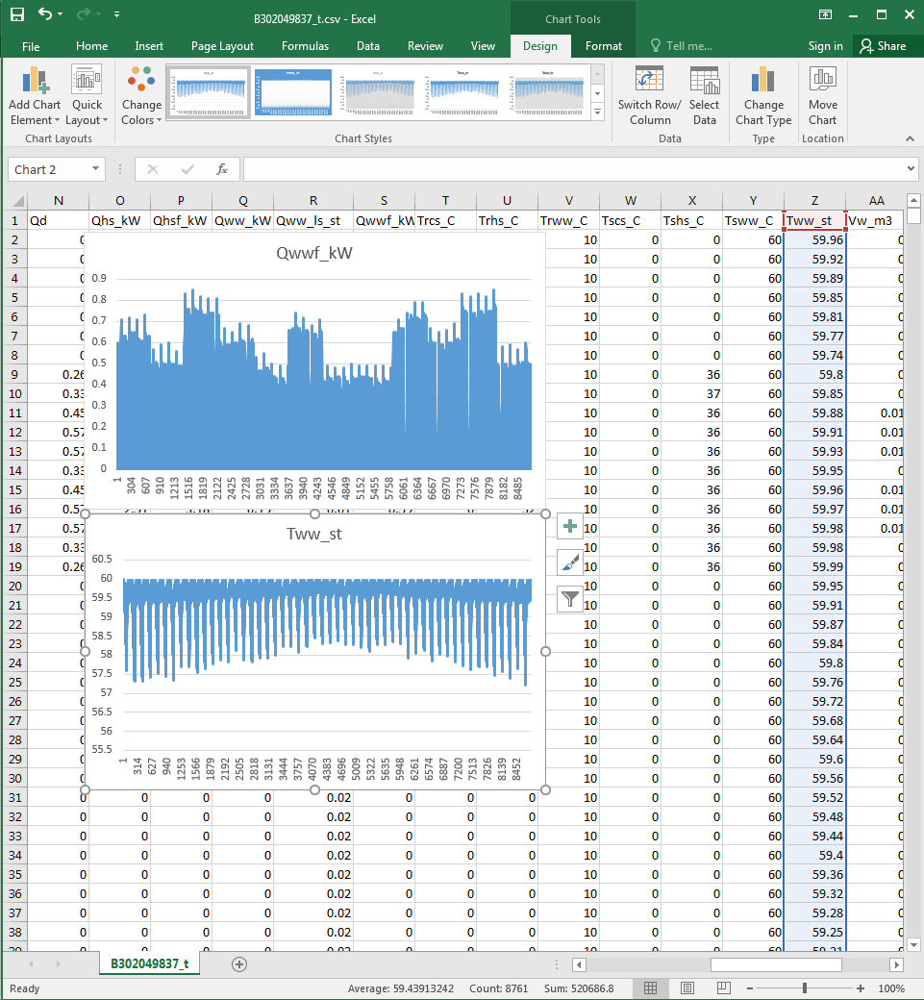 B302049837_t.csv - Excel
Chart Tools
File Home Insert Page Layout Formulas Data Review View Design Format Tell me... Sign in Share
Add Chart Element
Quick Layout
Change Colors
Switch Row/ Column
Select Data
Change Chart Type
Move Chart
Chart Layouts Chart Styles Data Type Location
Chart 2 fx
N O P Q R S T U V W X Y Z AA
1 Qd Qhs_kW Qhsf_kW Qww_kW Qww_ls_st Qwwf_kW Trcs_C Trhs_C Trww_C Tscs_C Tshs_C Tsww_C Tww_st Vw_m3
2 0 10 0 0 60 59.96 0
3 0 10 0 0 60 59.92 0
4 0 10 0 0 60 59.89 0
5 0 10 0 0 60 59.85 0
6 0 10 0 0 60 59.81 0
7 0 10 0 0 60 59.77 0
8 0 10 0 0 60 59.74 0
9 0.26 10 0 36 60 59.8 0
10 0.33 10 0 37 60 59.85 0
11 0.45 10 0 36 60 59.88 0.01
12 0.57 10 0 36 60 59.91 0.01
13 0.57 10 0 36 60 59.93 0.01
14 0.33 10 0 36 60 59.95 0
15 0.45 10 0 36 60 59.96 0.01
16 0.57 10 0 36 60 59.97 0.01
17 0.57 10 0 36 60 59.98 0.01
18 0.33 10 0 36 60 59.98 0
19 0.26 10 0 36 60 59.99 0
20 0 10 0 0 60 59.95 0
21 0 10 0 0 60 59.91 0
22 0 10 0 0 60 59.87 0
23 0 10 0 0 60 59.84 0
24 0 10 0 0 60 59.8 0
25 0 10 0 0 60 59.76 0
26 0 10 0 0 60 59.72 0
27 0 10 0 0 60 59.68 0
28 0 10 0 0 60 59.64 0
29 0 10 0 0 60 59.6 0
30 0 10 0 0 60 59.56 0
31 0 0 0 0 0.02 0 0 0 10 0 0 60 59.52 0
32 0 0 0 0 0.02 0 0 0 10 0 0 60 59.48 0
33 0 0 0 0 0.02 0 0 0 10 0 0 60 59.44 0
34 0 0 0 0 0.02 0 0 0 10 0 0 60 59.4 0
35 0 0 0 0 0.02 0 0 0 10 0 0 60 59.36 0
36 0 0 0 0 0.02 0 0 0 10 0 0 60 59.32 0
37 0 0 0 0 0.02 0 0 0 10 0 0 60 59.28 0
38 0 0 0 0 0.02 0 0 0 10 0 0 60 59.25 0
Qwwf_kW
0.9
0.8
0.7
0.6
0.5
0.4
0.3
0.2
0.1
0
1 304 607 910 1213 1516 1819 2122 2425 2728 3031 3334 3637 3940 4243 4546 4849 5152 5455 5758 6061 6364 6667 6970 7273 7576 7879 8182 8485
Tww_st
60.5
60
59.5
59
58.5
58
57.5
57
56.5
56
55.5
1 314 627 940 1253 1566 1879 2192 2505 2818 3131 3444 3757 4070 4383 4696 5009 5322 5635 5948 6261 6574 6887 7200 7513 7826 8139 8452
B302049837_t
Ready Average: 59.43913242 Count: 8761 Sum: 520686.8 100%